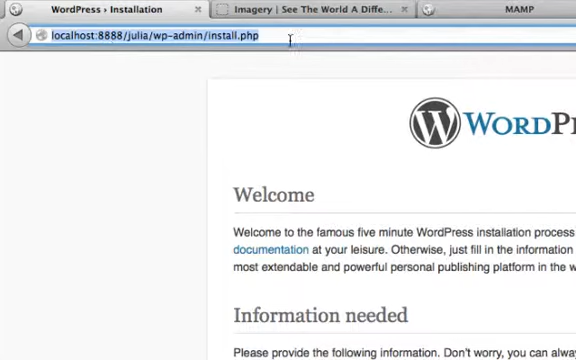 WordPress › Installation
Imagery | See The World A Diffe...
MAMP
localhost:8888/julia/wp-admin/install.php
WORDP
Welcome
Welcome to the famous five minute WordPress installation process
documentation at your leisure. Otherwise, just fill in the information
most extendable and powerful personal publishing platform in the w
Information needed
Please provide the following information. Don't worry, you can alway